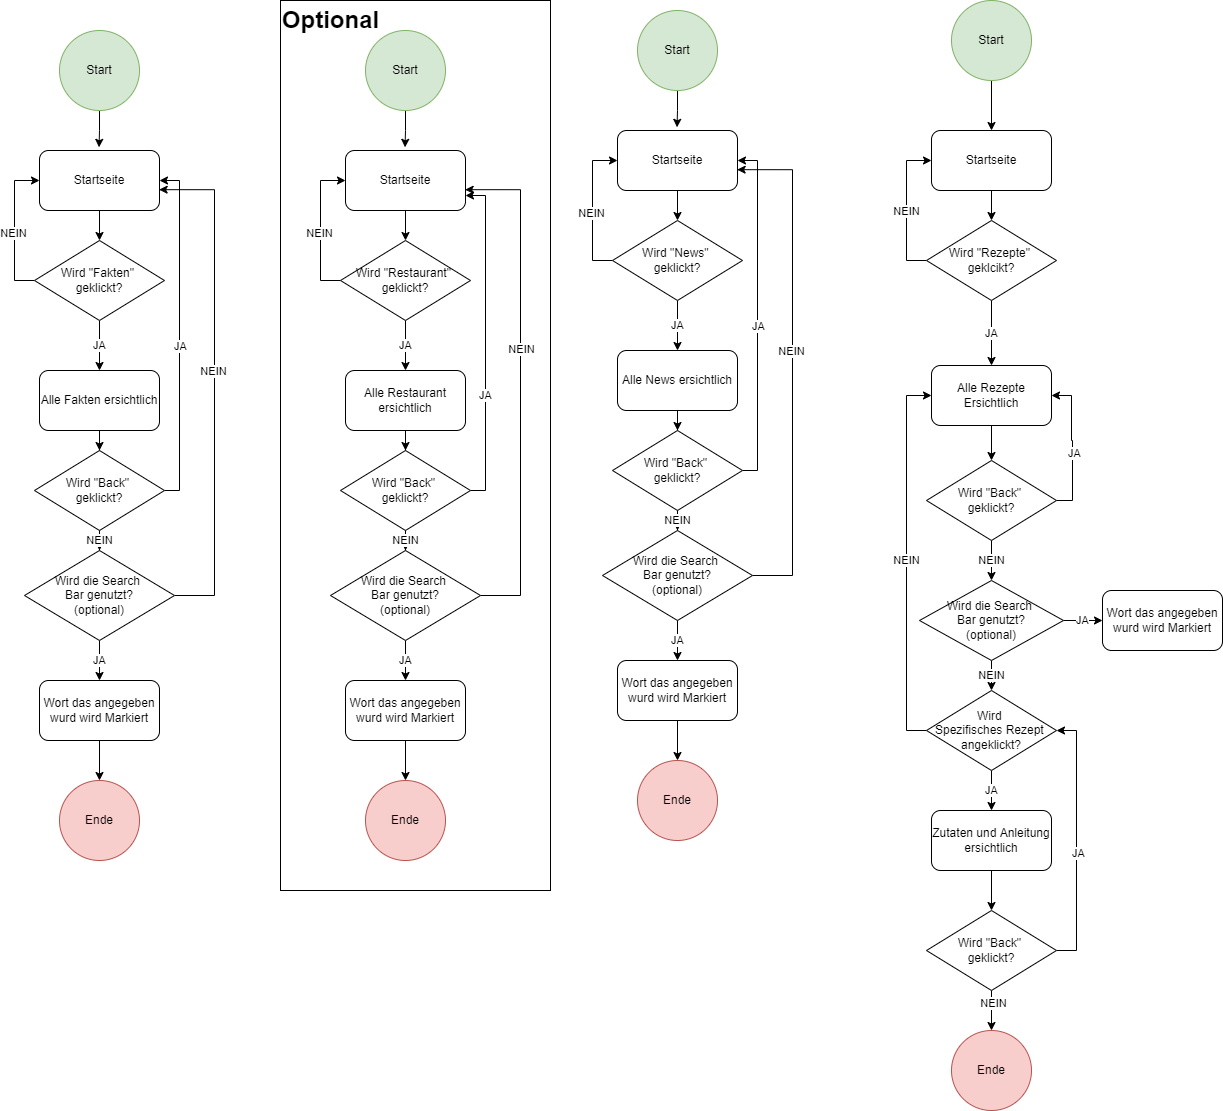 Optional
Start
Startseite
NEIN
Wird "Fakten"
geklickt?
JA
JA
NEIN
Alle Fakten ersichtlich
Wird "Back"
geklickt?
NEIN
Wird die Search
Bar genutzt?
(optional)
JA
Wort das angegeben
wurd wird Markiert
Ende
Start
Startseite
NEIN
Wird "Restaurant"
geklickt?
JA
NEIN
Alle Restaurant
ersichtlich
JA
Wird "Back"
geklickt?
NEIN
Wird die Search
Bar genutzt?
(optional)
JA
Wort das angegeben
wurd wird Markiert
Ende
Start
Startseite
NEIN
Wird "News"
geklickt?
JA
JA
NEIN
Alle News ersichtlich
Wird "Back"
geklickt?
NEIN
Wird die Search
Bar genutzt?
(optional)
JA
Wort das angegeben
wurd wird Markiert
Ende
Start
Startseite
NEIN
Wird "Rezepte"
geklcikt?
JA
Alle Rezepte
Ersichtlich
JA
Wird "Back"
geklickt?
NEIN
NEIN
Wird die Search
Bar genutzt?
(optional)
JA
Wort das angegeben
wurd wird Markiert
NEIN
Wird
Spezifisches Rezept
angeklickt?
JA
Zutaten und Anleitung
ersichtlich
JA
Wird "Back"
geklickt?
NEIN
Ende